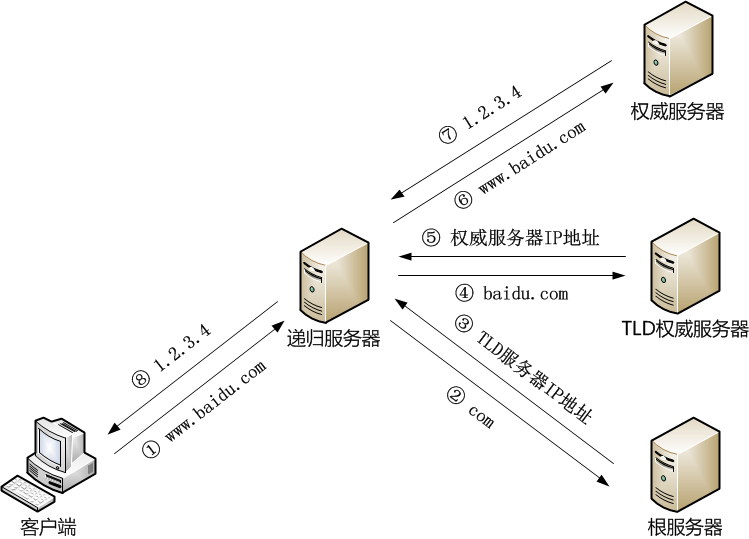 权威服务器
⑦ 1.2.3.4
⑥ www.baidu.com
⑤ 权威服务器IP地址
④ baidu.com
TLD权威服务器
递归服务器
③ TLD服务器IP地址
② com
⑧ 1.2.3.4
① www.baidu.com
客户端
根服务器